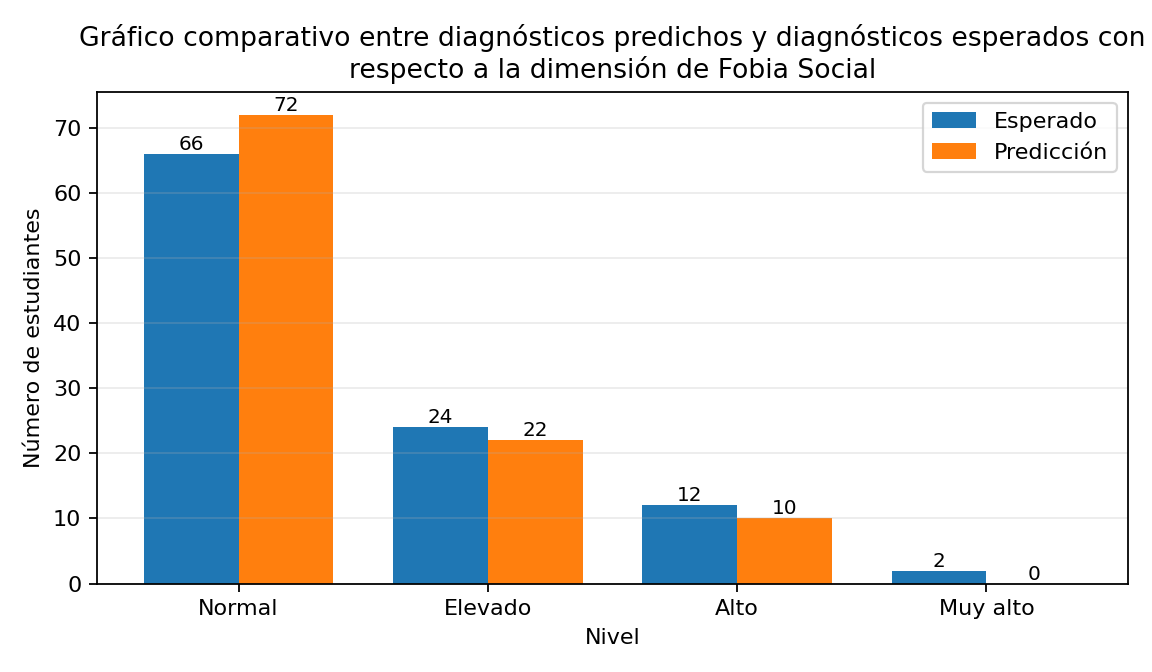 Gráfico comparativo entre diagnósticos predichos y diagnósticos esperados con
respecto a la dimensión de Fobia Social
Esperado
Predicción
Número de estudiantes
70
60
50
40
30
20
10
0
66
72
24
22
12
10
2
0
Normal
Elevado
Alto
Muy alto
Nivel